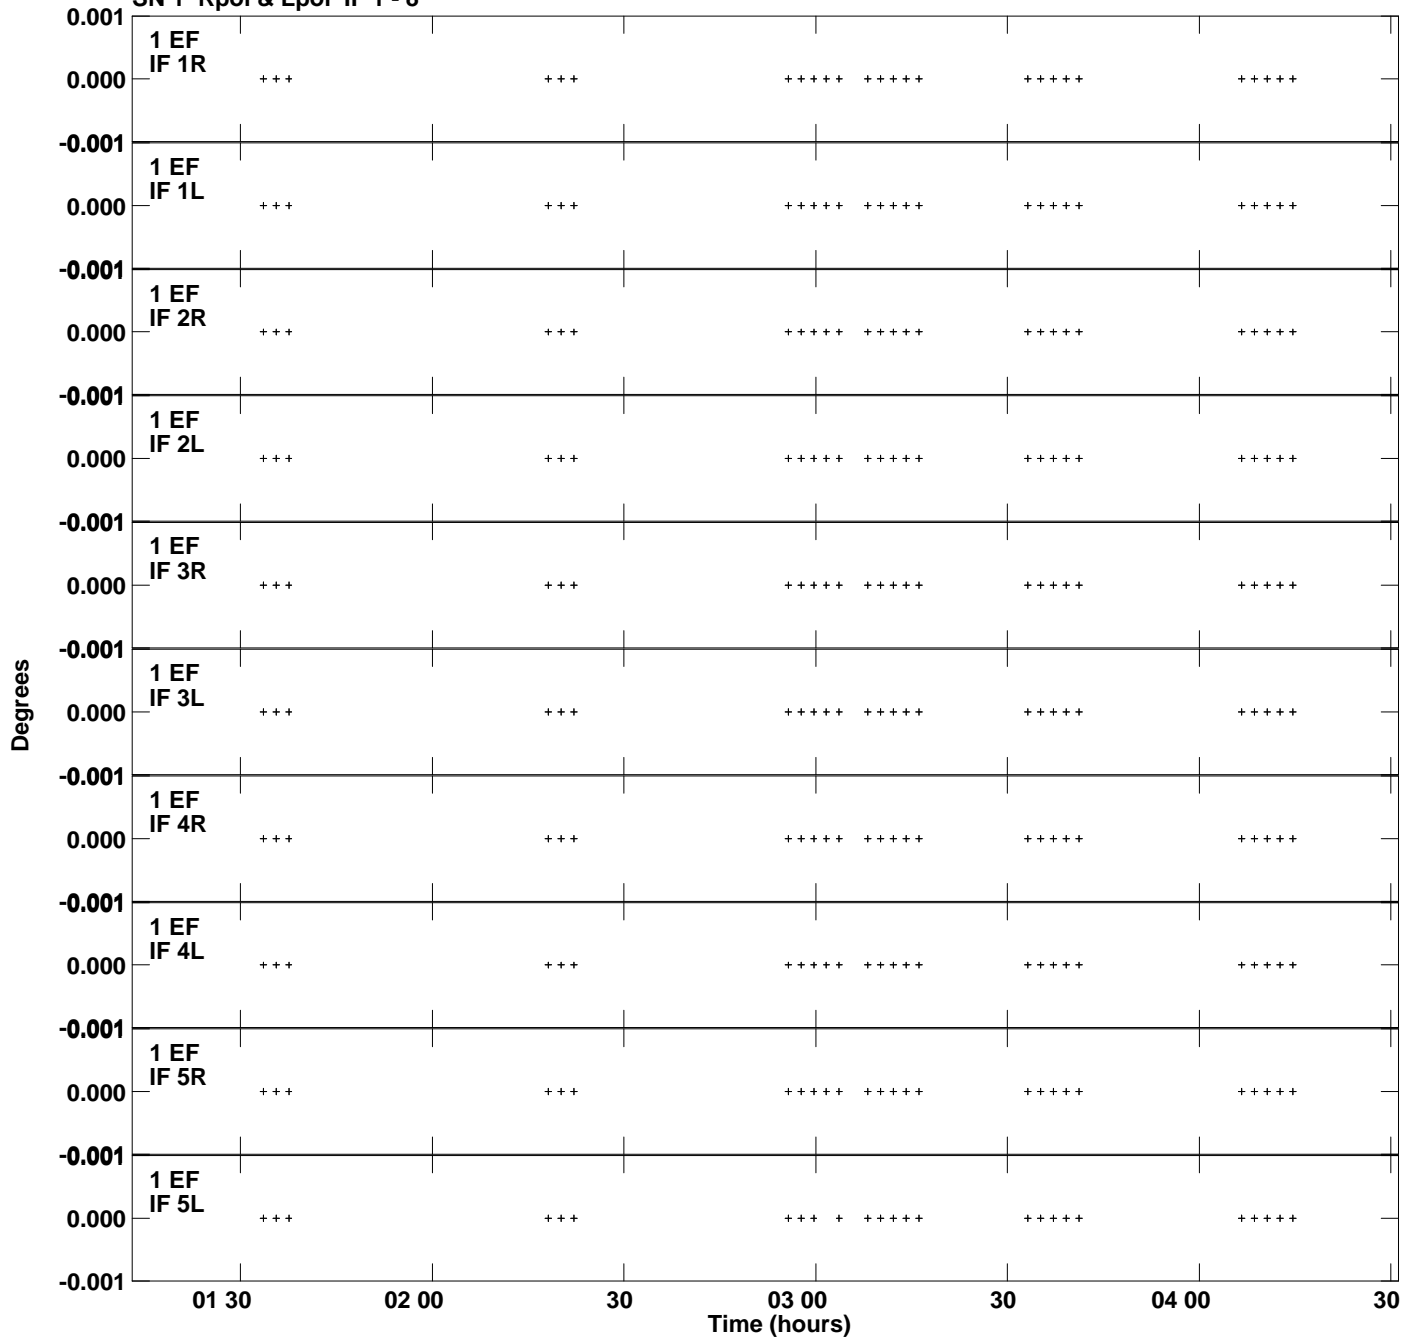 SN 1 Rpol & Lpol IF 1 - 8
0.001
1 EF
IF 1R
0.000
-0.001
1 EF
IF 1L
0.000
-0.001
1 EF
IF 2R
0.000
-0.001
1 EF
IF 2L
0.000
-0.001
1 EF
IF 3R
0.000
-0.001
1 EF
IF 3L
0.000
-0.001
1 EF
IF 4R
0.000
-0.001
1 EF
IF 4L
0.000
-0.001
1 EF
IF 5R
0.000
-0.001
1 EF
IF 5L
0.000
-0.001
Degrees
01 30 02 00 30 03 00 30 04 00 30
Time (hours)